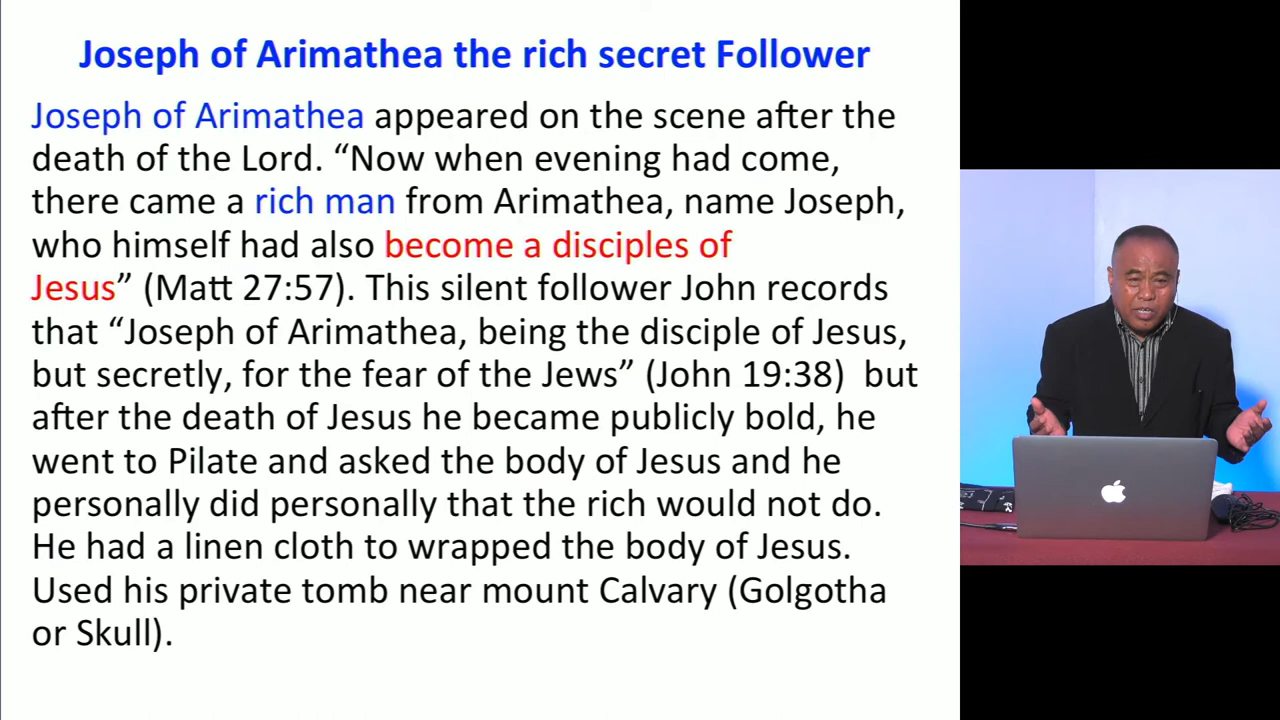 Joseph of Arimathea the rich secret Follower
Joseph of Arimathea appeared on the scene after the
death of the Lord. “Now when evening had come,
there came a rich man from Arimathea, name Joseph,
who himself had also become a disciples of
Jesus” (Matt 27:57). This silent follower John records
that “Joseph of Arimathea, being the disciple of Jesus,
but secretly, for the fear of the Jews” (John 19:38)  but
after the death of Jesus he became publicly bold, he
went to Pilate and asked the body of Jesus and he
personally did personally that the rich would not do.
He had a linen cloth to wrapped the body of Jesus.
Used his private tomb near mount Calvary (Golgotha
or Skull).